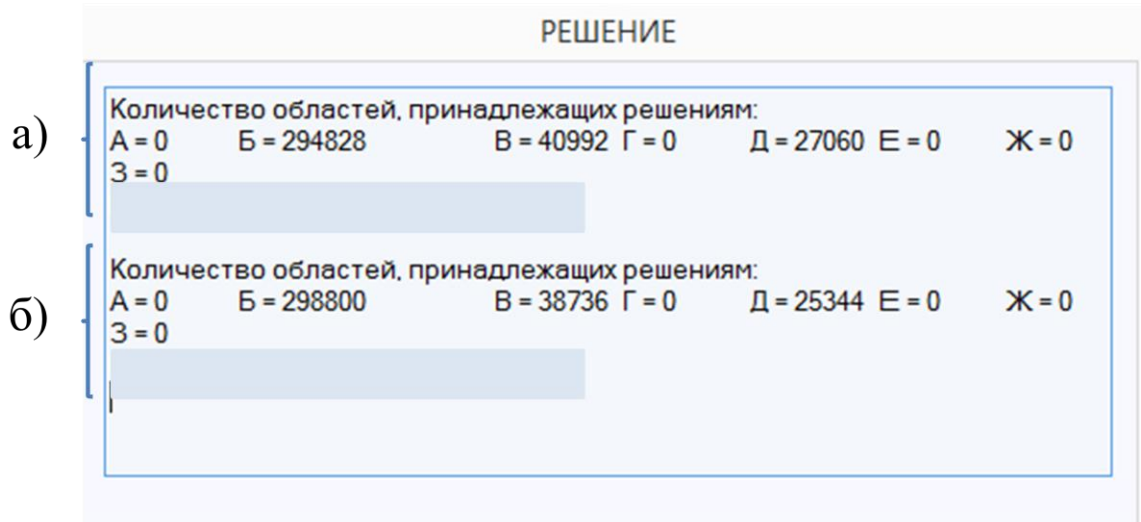 РЕШЕНИЕ
а)
Количество областей, принадлежащих решениям:
А = 0 Б = 294828 В = 40992 Г = 0 Д = 27060 Е = 0 Ж = 0
З = 0
б)
Количество областей, принадлежащих решениям:
А = 0 Б = 298800 В = 38736 Г = 0 Д = 25344 Е = 0 Ж = 0
З = 0